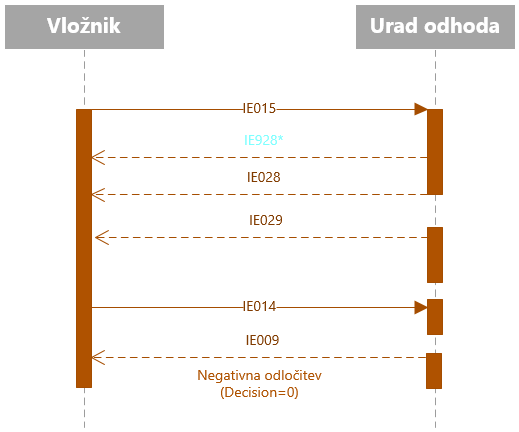 Vložnik
Urad odhoda
IE015
IE928*
IE028
IE029
IE014
IE009
Negativna odločitev
(Decision=0)